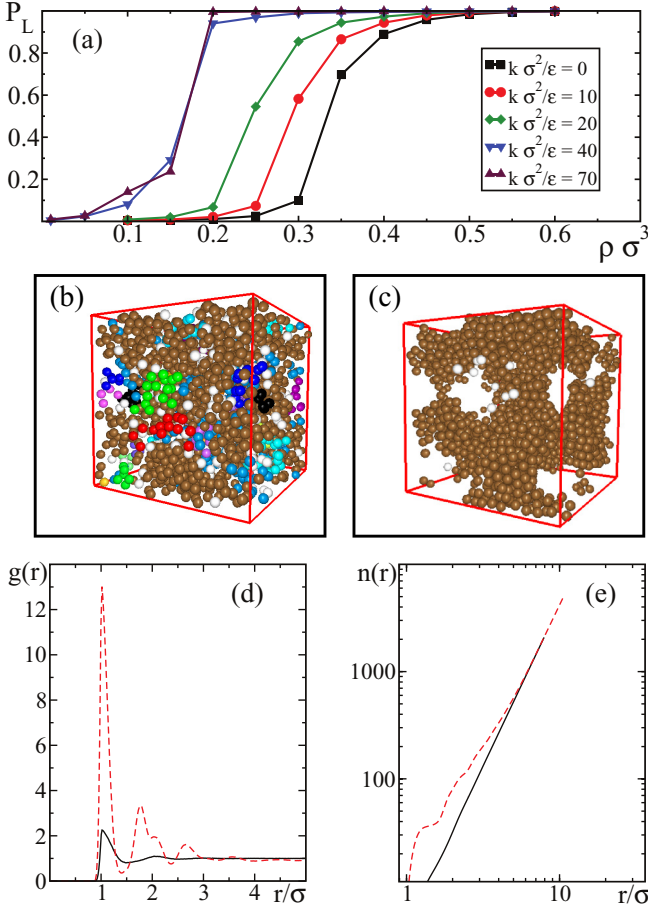 P_L
(a)
0.8
0.6
0.4
0.2
k σ²/ε = 0
k σ²/ε = 10
k σ²/ε = 20
k σ²/ε = 40
k σ²/ε = 70
0.1 0.2 0.3 0.4 0.5 0.6
ρ σ³
(b)
(c)
g(r)
(d)
12
10
8
6
4
2
0
1 2 3 4 r/σ
n(r)
(e)
1000
100
1 10 r/σ